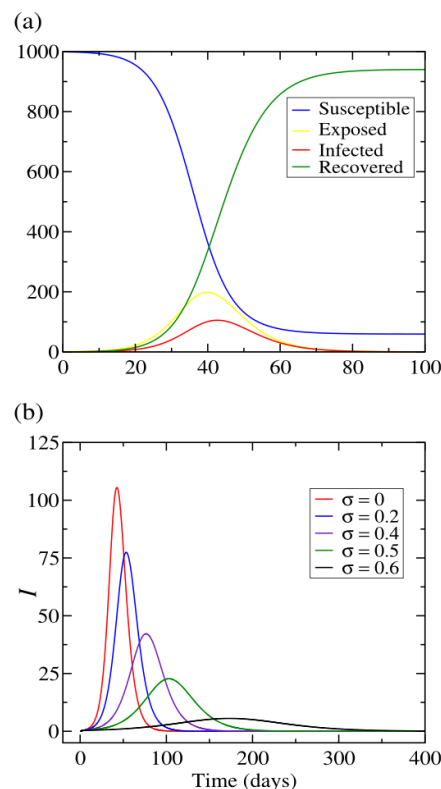 (a)
1000
800
600
400
200
0
Susceptible
Exposed
Infected
Recovered
0 20 40 60 80 100
(b)
125
100
75
50
25
0
I
σ = 0
σ = 0.2
σ = 0.4
σ = 0.5
σ = 0.6
0 100 200 300 400
Time (days)